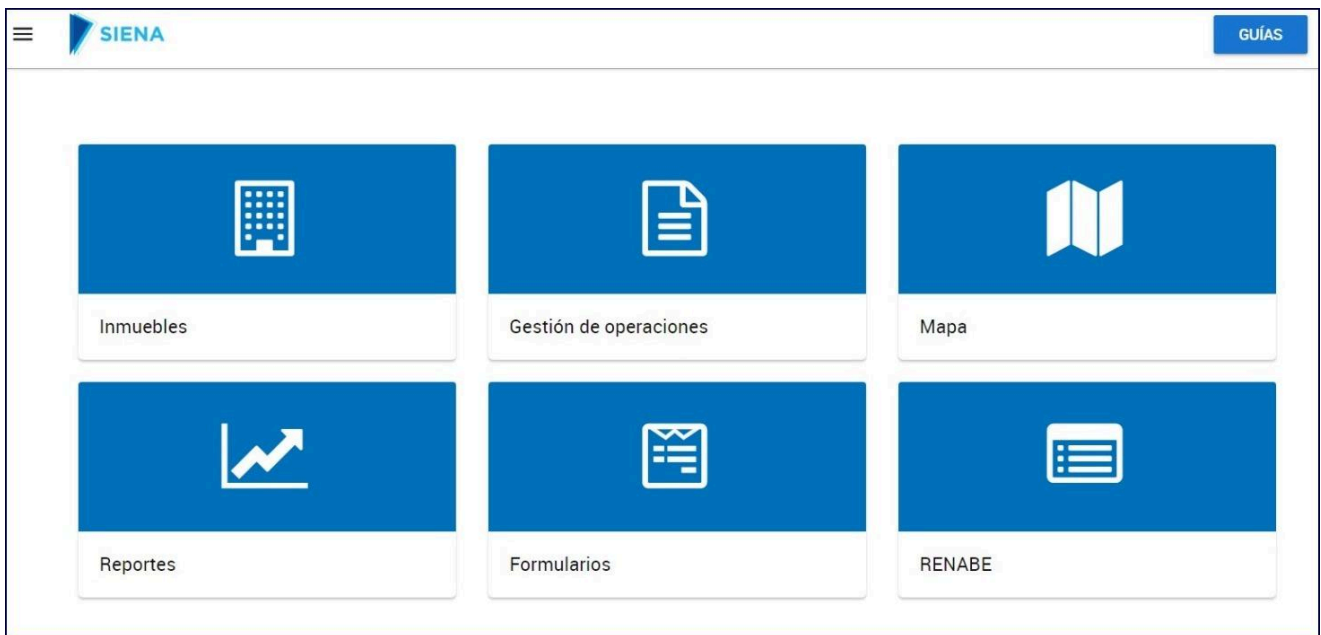 SIENA
GUÍAS
Inmuebles
Gestión de operaciones
Mapa
Reportes
Formularios
RENABE